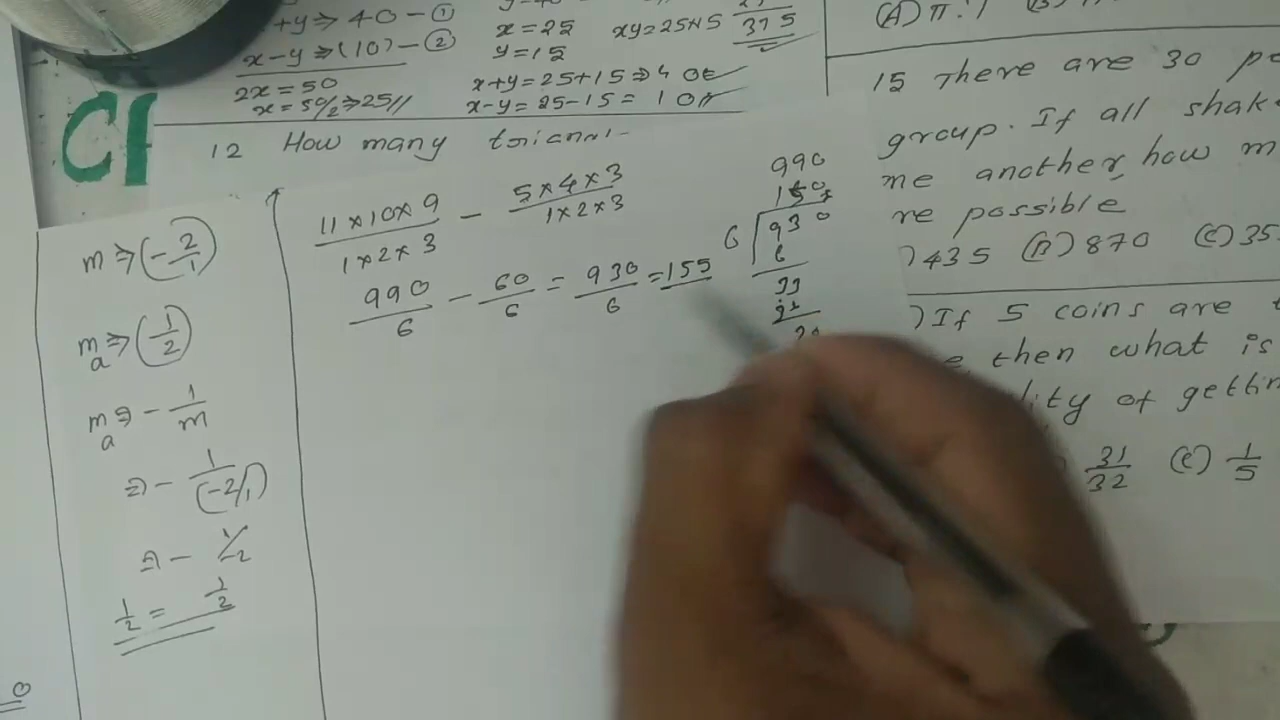 +y ⇒ 40 - ①
x-y ⇒ (10) - ②
2x = 50
x = 50/2 ⇒ 25 //
x = 25
y = 15
xy = 25×15
375
x+y = 25+15 ⇒ 40
x-y = 25-15 = 10
(A) π
C1
12 How many
m ⇒ (-2/1)
m a ⇒ (1/2)
m a ⇒ - 1/m
⇒ - 1/(-2/1)
⇒ - 1/-2
1/2 = 1/2
11×10×9 / 1×2×3 - 5×4×3 / 1×2×3
990/6 - 60/6 = 930/6 = 155
990
6 930
6
15 There are 30
group. If all
me another, how
re possible
) 435 (B) 870 (C) 35
) If 5 coins are
then what is
of
31/32 (C) 1/5